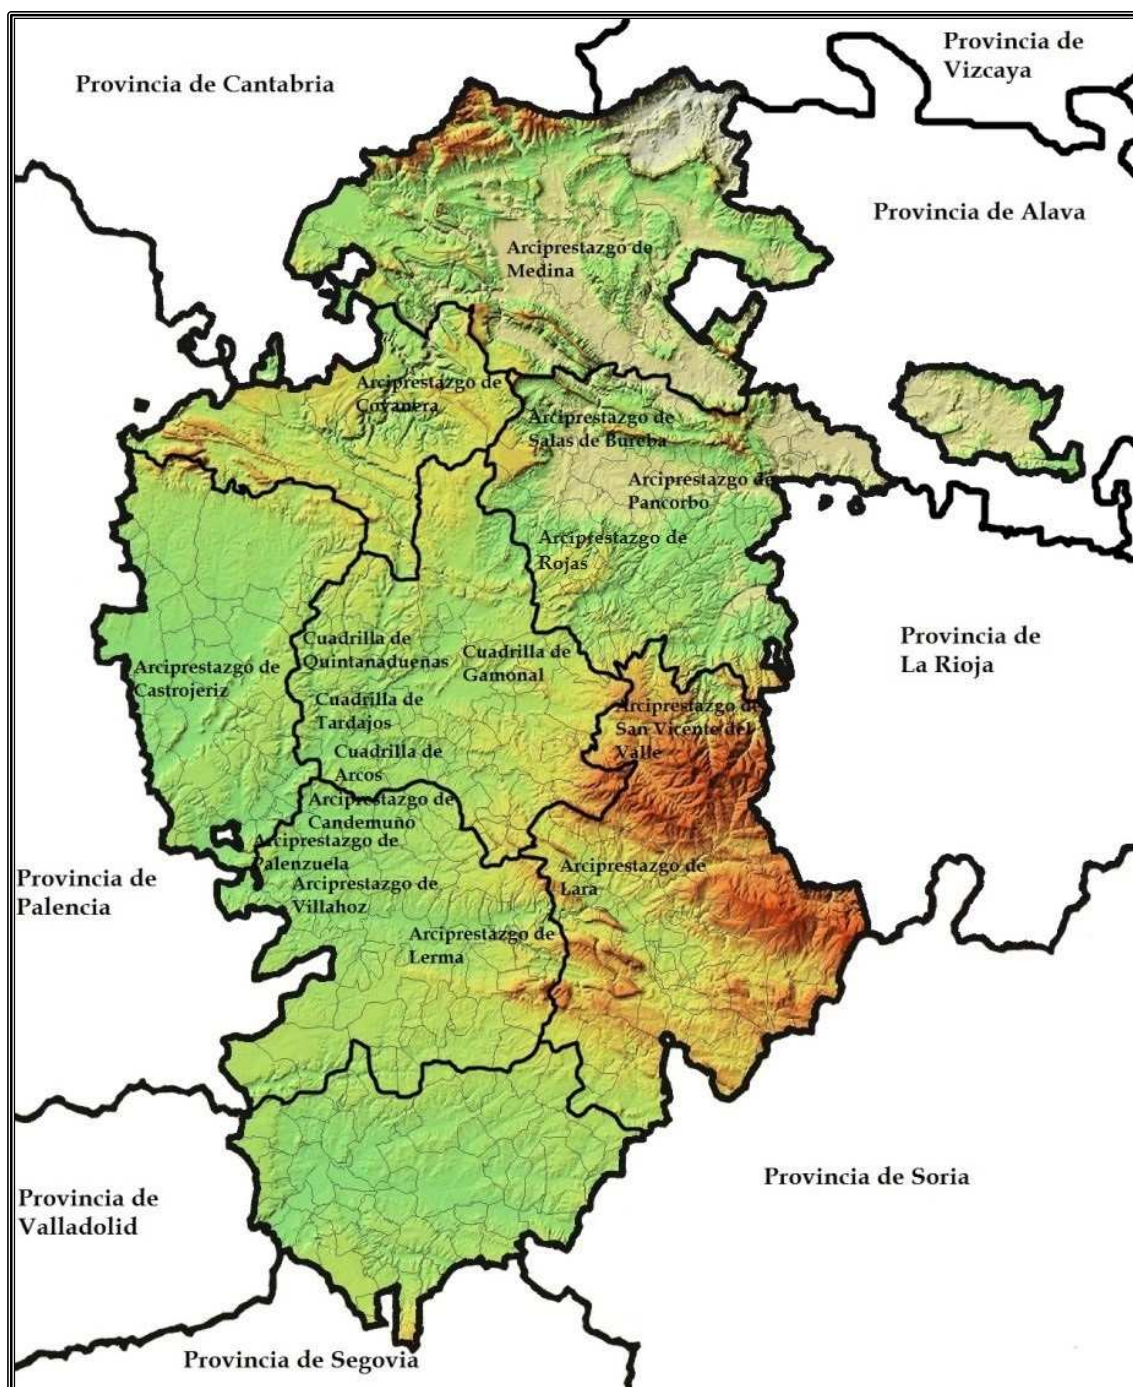 Provincia de
Vizcaya
Provincia de Cantabria
Provincia de Alava
Arciprestazgo de
Medina
Arciprestazgo de
Covanera
Arciprestazgo de
Salas de Bureba
Arciprestazgo de
Pancorbo
Arciprestazgo de
Rojas
Provincia de
La Rioja
Cuadrilla de
Quintanadueñas
Cuadrilla de
Gamonal
Arciprestazgo de
Castrojeriz
Cuadrilla de
Tardajos
Arciprestazgo de
San Vicente del
Valle
Cuadrilla de
Arcos
Arciprestazgo de
Candemuño
Arciprestazgo de
Palenzuela
Arciprestazgo de
Villahoz
Arciprestazgo de
Lara
Provincia de
Palencia
Arciprestazgo de
Lerma
Provincia de Soria
Provincia de
Valladolid
Provincia de Segovia